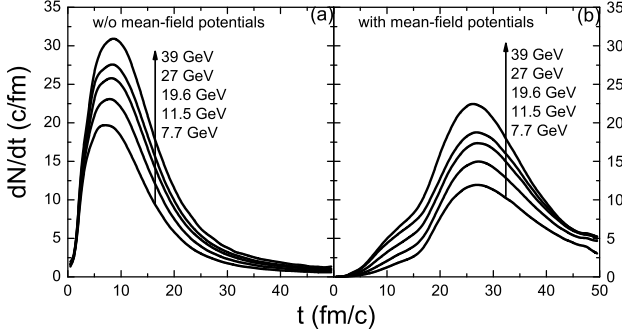 w/o mean-field potentials (a)
39 GeV
27 GeV
19.6 GeV
11.5 GeV
7.7 GeV
with mean-field potentials (b)
39 GeV
27 GeV
19.6 GeV
11.5 GeV
7.7 GeV
dN/dt (c/fm)
35
30
25
20
15
10
5
0
35
30
25
20
15
10
5
0
0 10 20 30 40 0 10 20 30 40 50
t (fm/c)